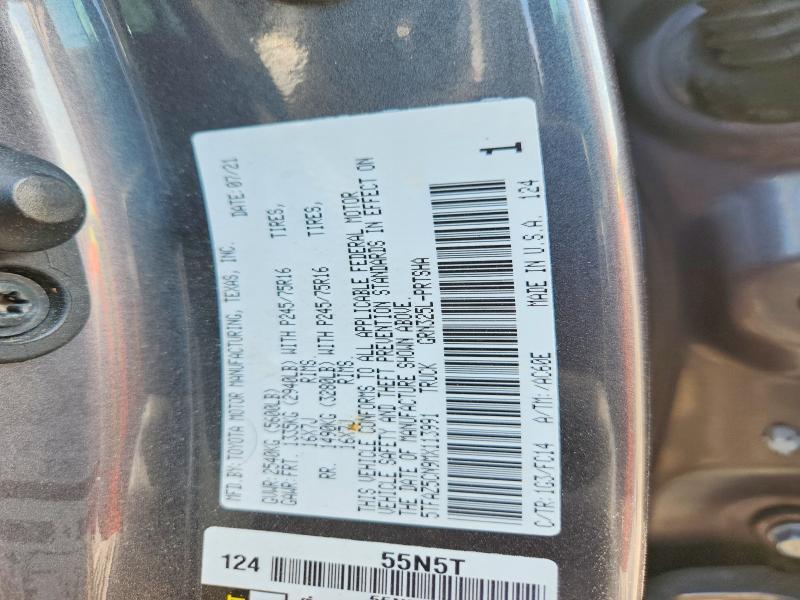 MFD.BY:TOYOTA MOTOR MANUFACTURING, TEXAS, INC. DATE:07/21
GVWR:2540KG (5600LB)
GAWR:FRT 1335KG (2940LB) WITH P245/75R16 TIRES,
16X7J RIMS,
RR. 1490KG (3280LB) WITH P245/75R16 TIRES,
16X7J RIMS.
THIS VEHICLE CONFORMS TO ALL APPLICABLE FEDERAL MOTOR
VEHICLE SAFETY AND THEFT PREVENTION STANDARDS IN EFFECT ON
THE DATE OF MANUFACTURE SHOWN ABOVE.
5TFAZ5CN9MX113991 TRUCK GRN325L-PRTSHA
1
C/TR:1G3/FC14 A/TM:/AC60E MADE IN U.S.A. 124
124 55N5T